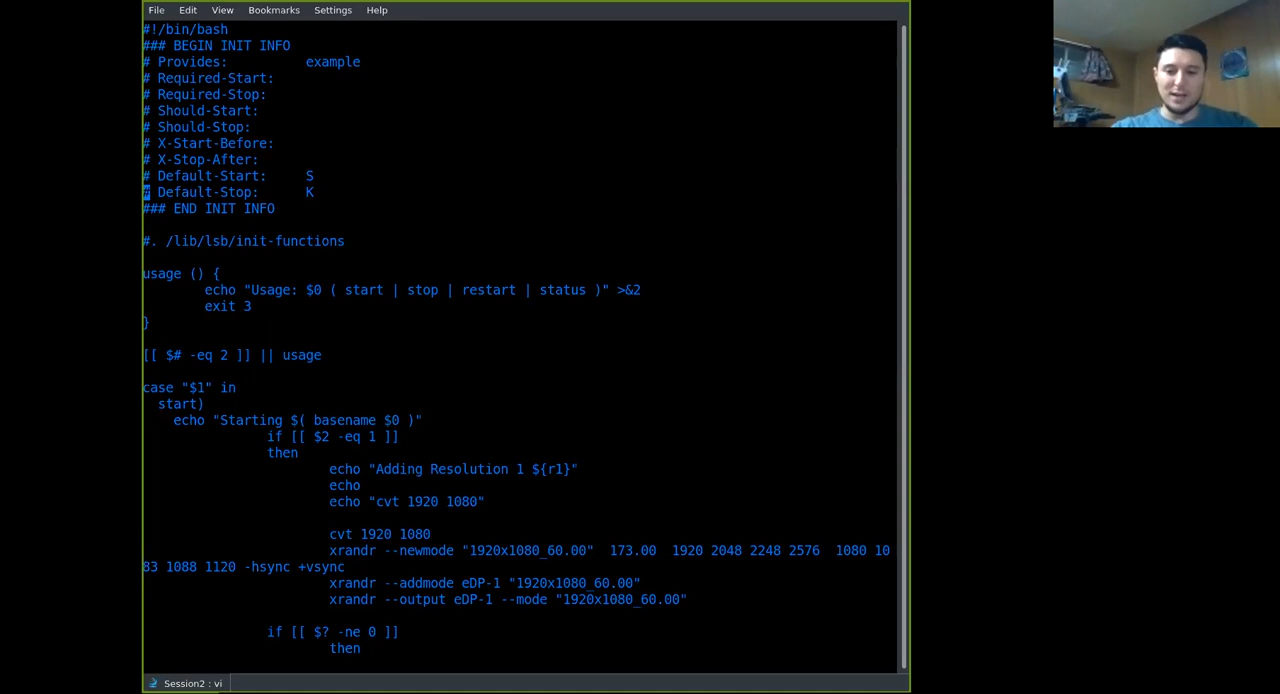 File Edit View Bookmarks Settings Help
#!/bin/bash
### BEGIN INIT INFO
# Provides:          example
# Required-Start:
# Required-Stop:
# Should-Start:
# Should-Stop:
# X-Start-Before:
# X-Stop-After:
# Default-Start:     S
# Default-Stop:      K
### END INIT INFO
#. /lib/lsb/init-functions
usage () {
        echo "Usage: $0 ( start | stop | restart | status )" >&2
        exit 3
}
[[ $# -eq 2 ]] || usage
case "$1" in
  start)
    echo "Starting $( basename $0 )"
                if [[ $2 -eq 1 ]]
                then
                        echo "Adding Resolution 1 ${r1}"
                        echo
                        echo "cvt 1920 1080"
                        cvt 1920 1080
                        xrandr --newmode "1920x1080_60.00"  173.00  1920 2048 2248 2576  1080 10
83 1088 1120 -hsync +vsync
                        xrandr --addmode eDP-1 "1920x1080_60.00"
                        xrandr --output eDP-1 --mode "1920x1080_60.00"
                if [[ $? -ne 0 ]]
                        then
Session2 : vi